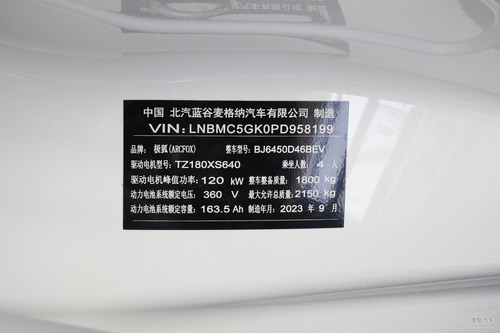 中国 北汽蓝谷麦格纳汽车有限公司 制造
VIN: LNBMC5GK0PD958199
品牌: 极狐(ARCFOX) 整车型号: BJ6450D46BEV
驱动电机型号: TZ180XS640 乘坐人数: 4 人
驱动电机峰值功率: 120 kW 整车整备质量: 1800 kg
动力电池系统额定电压: 360 V 最大允许总质量: 2150 kg
动力电池系统额定容量: 163.5 Ah 制造年月: 2023 年 9 月